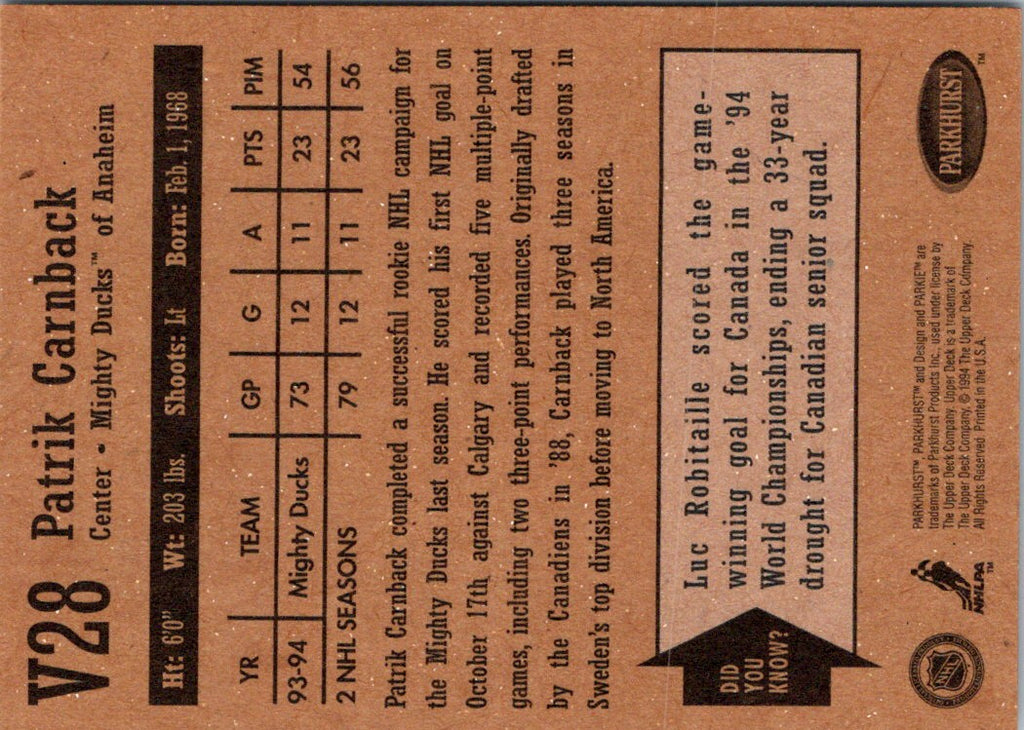 V28 Patrik Carnback
Center • Mighty Ducks™ of Anaheim
Ht: 6'0" Wt: 203 lbs. Shoots: Lt Born: Feb. 1, 1968
YR TEAM GP G A PTS PIM
93-94 Mighty Ducks 73 12 11 23 54
2 NHL SEASONS 79 12 11 23 56
Patrik Carnback completed a successful rookie NHL campaign for
the Mighty Ducks last season. He scored his first NHL goal on
October 17th against Calgary and recorded five multiple-point
games, including two three-point performances. Originally drafted
by the Canadiens in '88, Carnback played three seasons in
Sweden's top division before moving to North America.
DID
YOU
KNOW?
Luc Robitaille scored the game-
winning goal for Canada in the '94
World Championships, ending a 33-year
drought for Canadian senior squad.
NHL
NHLPA™
PARKHURST™, PARKHURST™ and Design and PARKIE™ are
trademarks of Parkhurst Products Inc., used under license by
The Upper Deck Company. Upper Deck is a trademark of
The Upper Deck Company. © 1994 The Upper Deck Company.
All Rights Reserved. Printed in the U.S.A.
PARKHURST™